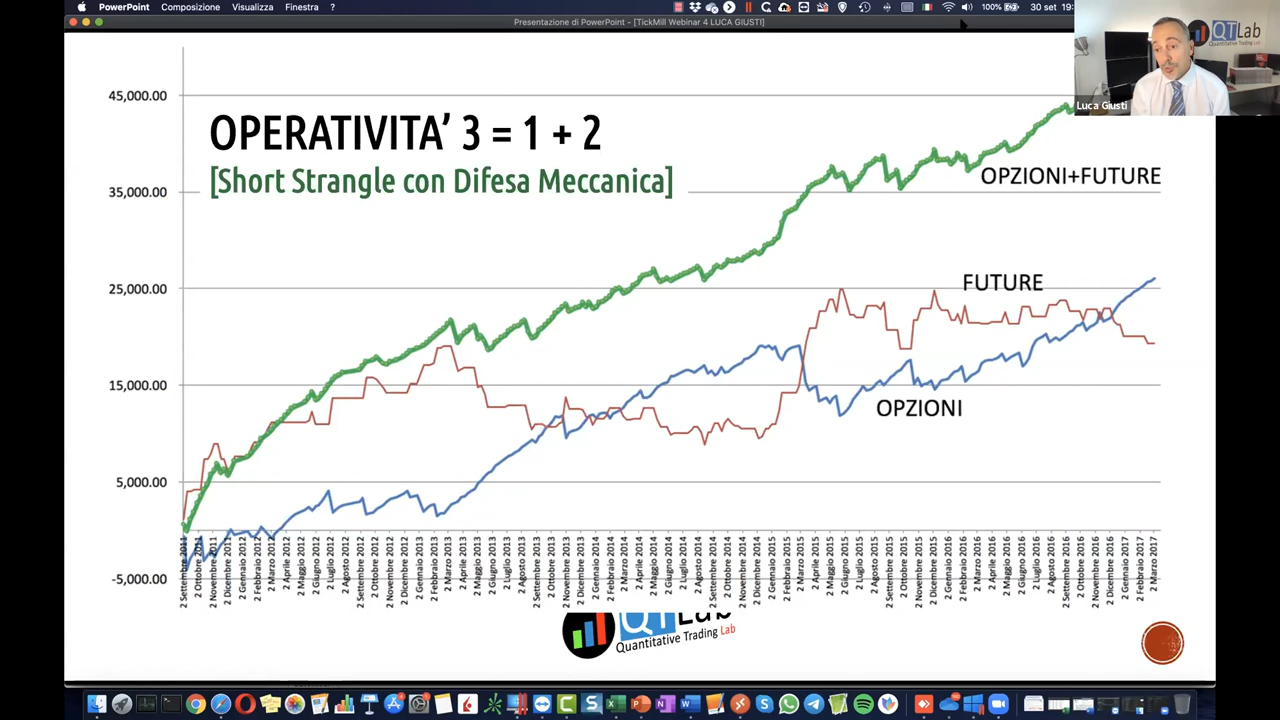 PowerPoint Composizione Visualizza Finestra ? 100% 30 set 19:
Presentazione di PowerPoint - [TickMill Webinar 4 LUCA GIUSTI]
QTLab
Quantitative Trading Lab
Luca Giusti
OPERATIVITA’ 3 = 1 + 2
[Short Strangle con Difesa Meccanica]
OPZIONI+FUTURE
FUTURE
OPZIONI
45,000.00
35,000.00
25,000.00
15,000.00
5,000.00
-5,000.00
2 Ottobre 2011
2 Novembre 2011
2 Dicembre 2011
2 Gennaio 2012
2 Febbraio 2012
2 Marzo 2012
2 Aprile 2012
2 Maggio 2012
2 Giugno 2012
2 Luglio 2012
2 Agosto 2012
2 Settembre 2012
2 Ottobre 2012
2 Novembre 2012
2 Dicembre 2012
2 Gennaio 2013
2 Febbraio 2013
2 Marzo 2013
2 Aprile 2013
2 Maggio 2013
2 Giugno 2013
2 Luglio 2013
2 Agosto 2013
2 Settembre 2013
2 Ottobre 2013
2 Novembre 2013
2 Dicembre 2013
2 Gennaio 2014
2 Febbraio 2014
2 Marzo 2014
2 Aprile 2014
2 Maggio 2014
2 Giugno 2014
2 Luglio 2014
2 Agosto 2014
2 Settembre 2014
2 Ottobre 2014
2 Novembre 2014
2 Dicembre 2014
2 Gennaio 2015
2 Febbraio 2015
2 Marzo 2015
2 Aprile 2015
2 Maggio 2015
2 Giugno 2015
2 Luglio 2015
2 Agosto 2015
2 Settembre 2015
2 Ottobre 2015
2 Novembre 2015
2 Dicembre 2015
2 Gennaio 2016
2 Febbraio 2016
2 Marzo 2016
2 Aprile 2016
2 Maggio 2016
2 Giugno 2016
2 Luglio 2016
2 Agosto 2016
2 Settembre 2016
2 Ottobre 2016
2 Novembre 2016
2 Dicembre 2016
2 Gennaio 2017
2 Febbraio 2017
2 Marzo 2017
QTLab
Quantitative Trading Lab